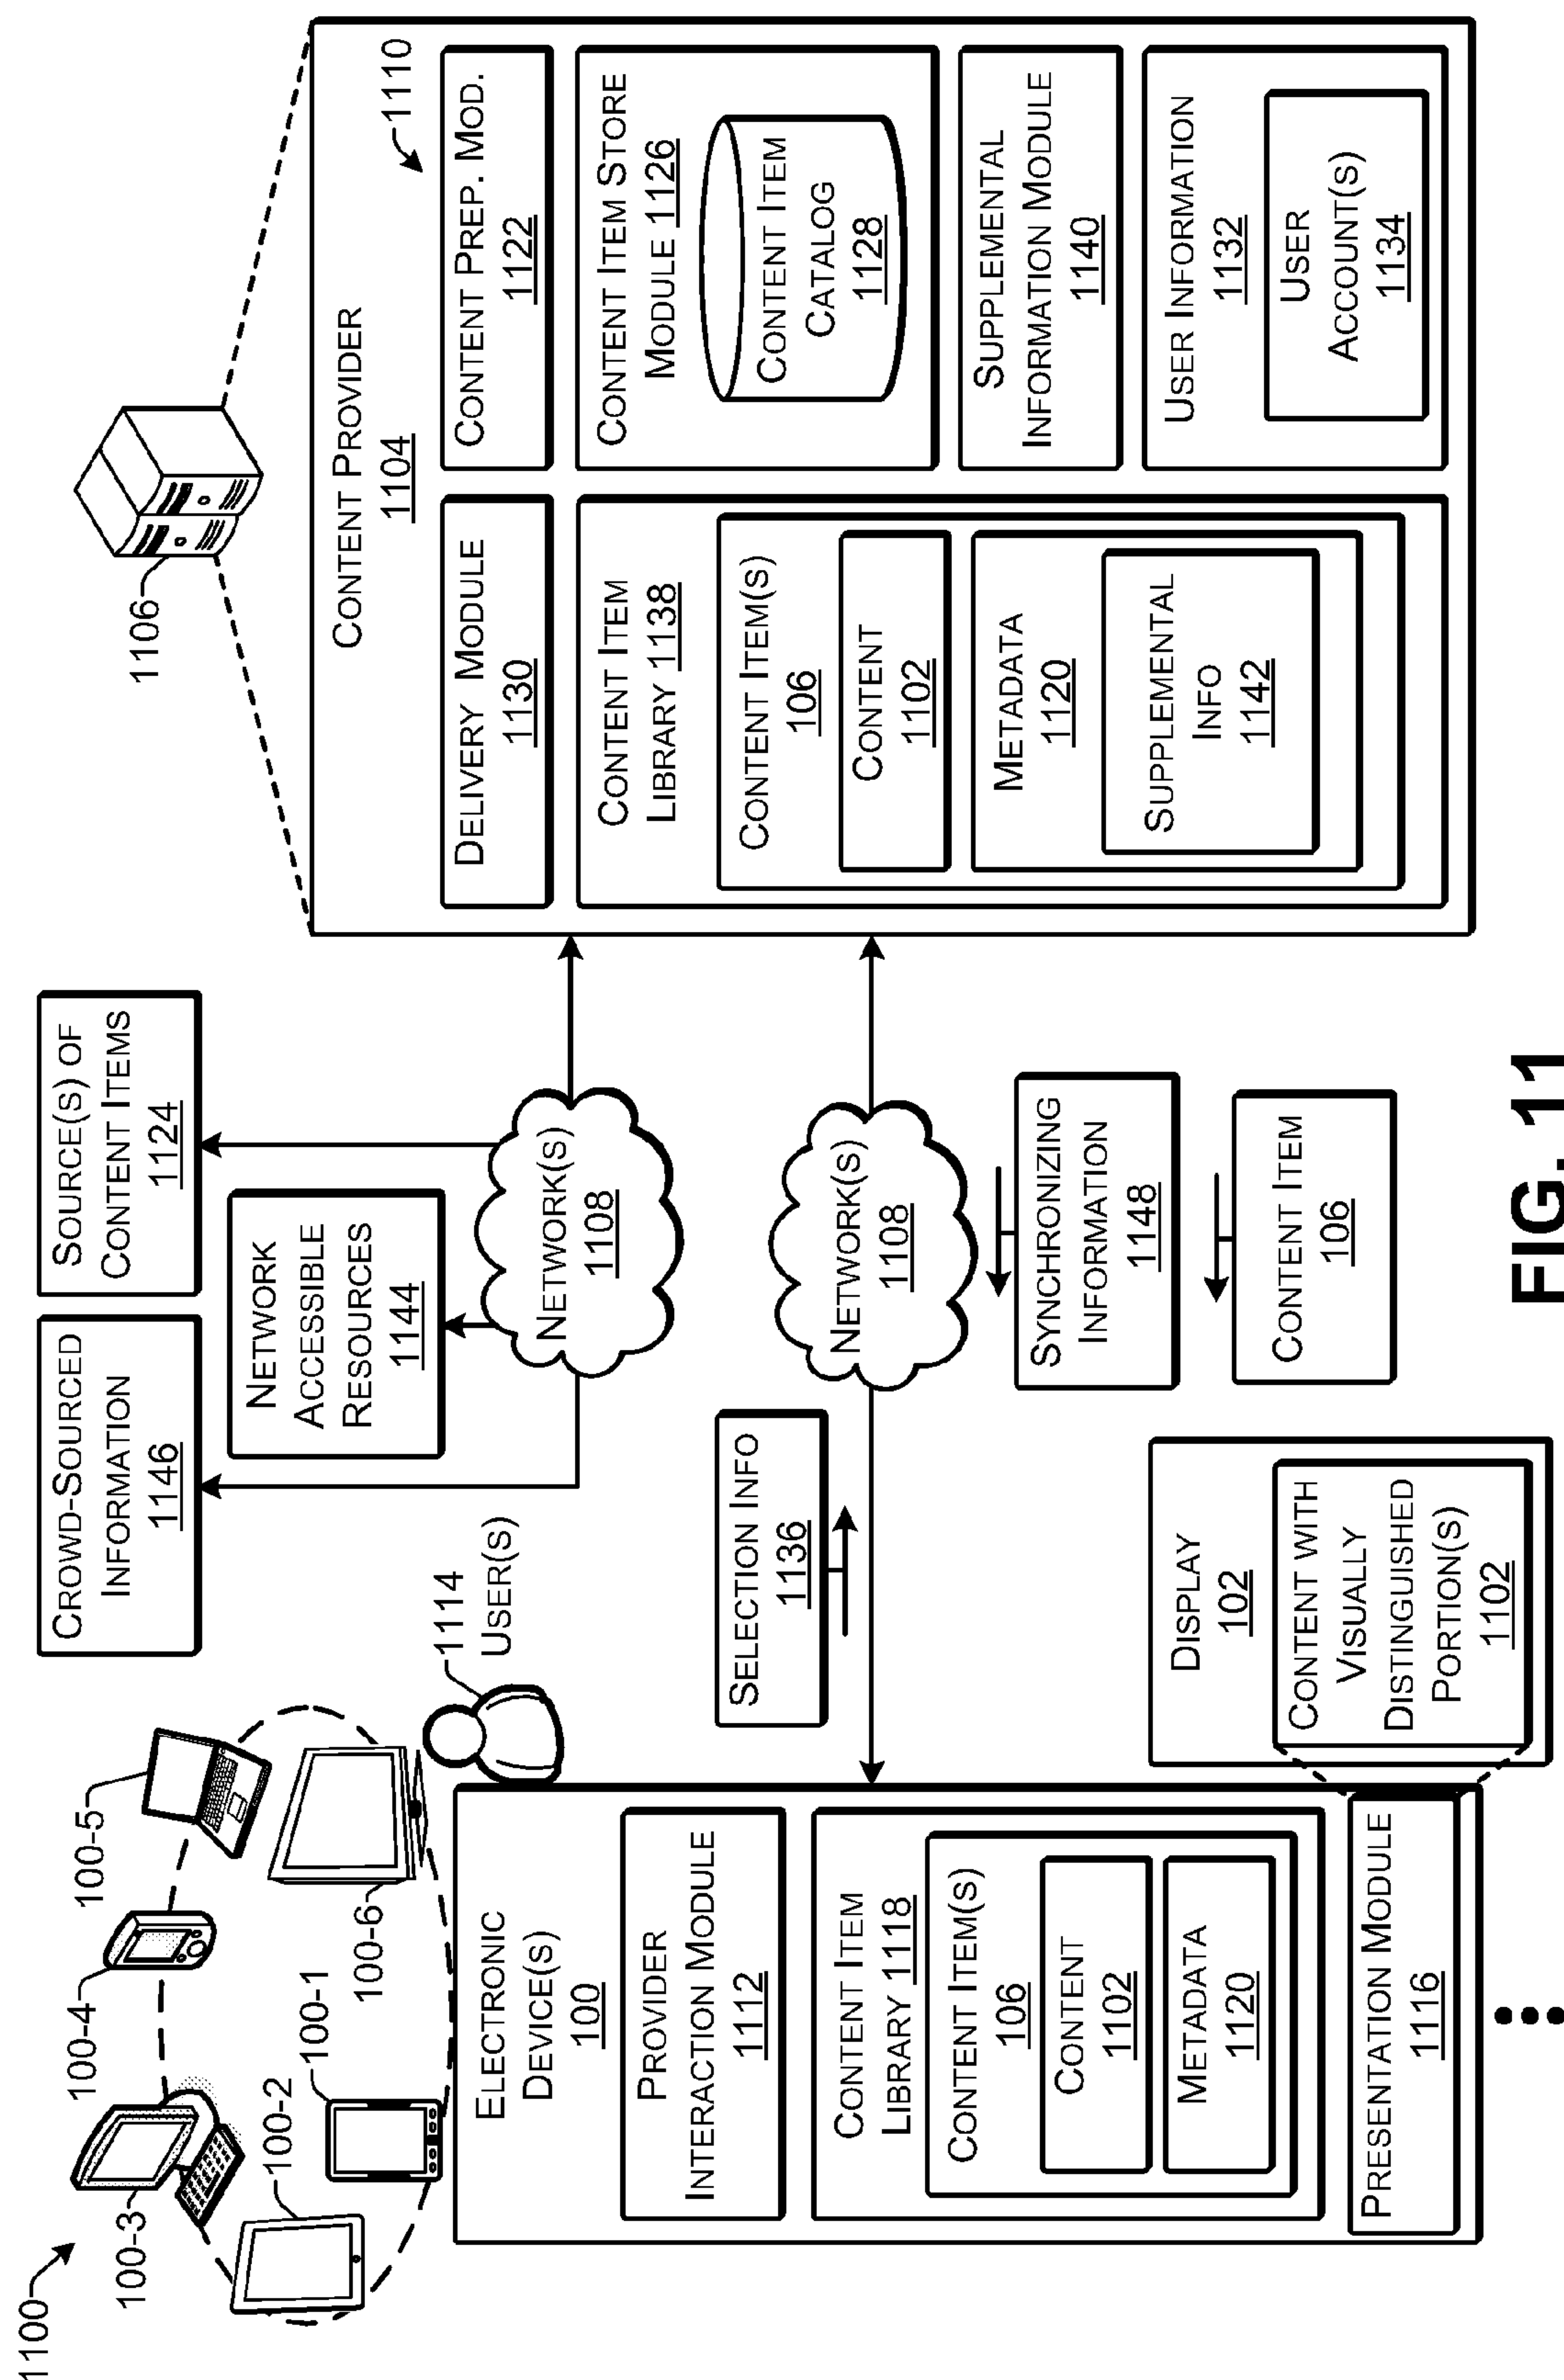 1100
100-3
100-4
100-5
100-2
100-1
100-6
1114
USER(S)
ELECTRONIC
DEVICE(S)
100
PROVIDER
INTERACTION MODULE
1112
CONTENT ITEM
LIBRARY 1118
CONTENT ITEM(S)
106
CONTENT
1102
METADATA
1120
PRESENTATION MODULE
1116
DISPLAY
102
CONTENT WITH
VISUALLY
DISTINGUISHED
PORTION(S)
1102
CROWD-SOURCED
INFORMATION
1146
SOURCE(S) OF
CONTENT ITEMS
1124
NETWORK
ACCESSIBLE
RESOURCES
1144
NETWORK(S)
1108
SELECTION INFO
1136
NETWORK(S)
1108
SYNCHRONIZING
INFORMATION
1148
CONTENT ITEM
106
1106
CONTENT PROVIDER
1104
1110
DELIVERY MODULE
1130
CONTENT ITEM
LIBRARY 1138
CONTENT ITEM(S)
106
CONTENT
1102
METADATA
1120
SUPPLEMENTAL
INFO
1142
CONTENT PREP. MOD.
1122
CONTENT ITEM STORE
MODULE 1126
CONTENT ITEM
CATALOG
1128
SUPPLEMENTAL
INFORMATION MODULE
1140
USER INFORMATION
1132
USER
ACCOUNT(S)
1134
FIG. 11